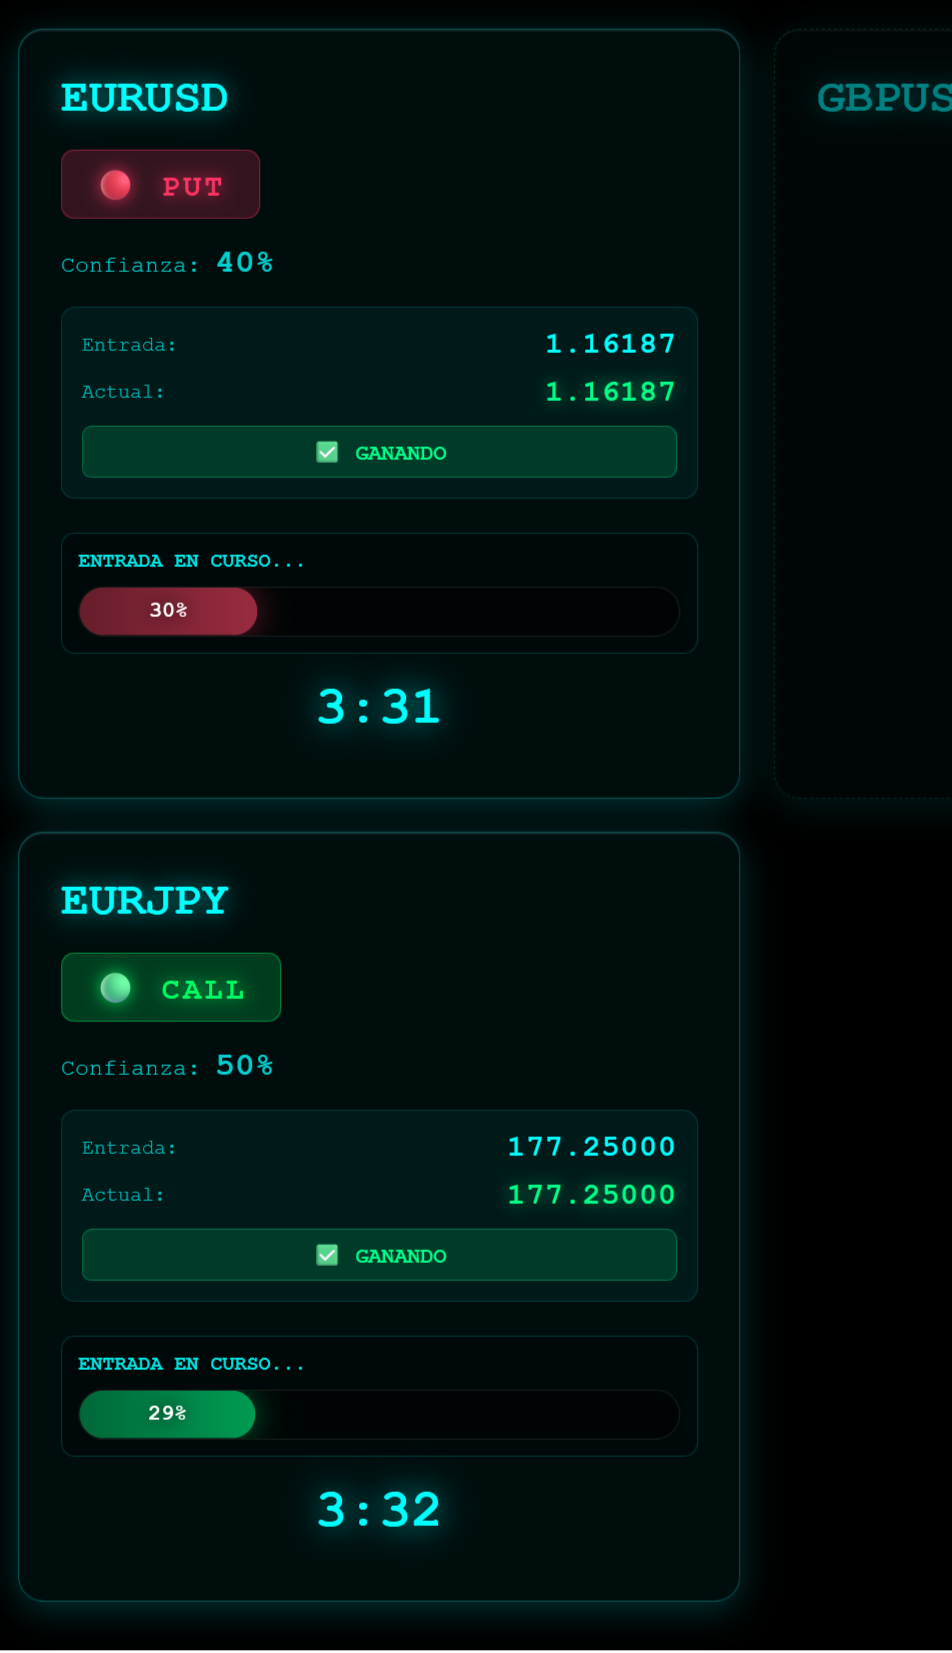 EURUSD
🔴 PUT
Confianza: 40%
Entrada: 1.16187
Actual: 1.16187
✅ GANANDO
ENTRADA EN CURSO...
30%
3:31
GBPUS
EURJPY
🟢 CALL
Confianza: 50%
Entrada: 177.25000
Actual: 177.25000
✅ GANANDO
ENTRADA EN CURSO...
29%
3:32